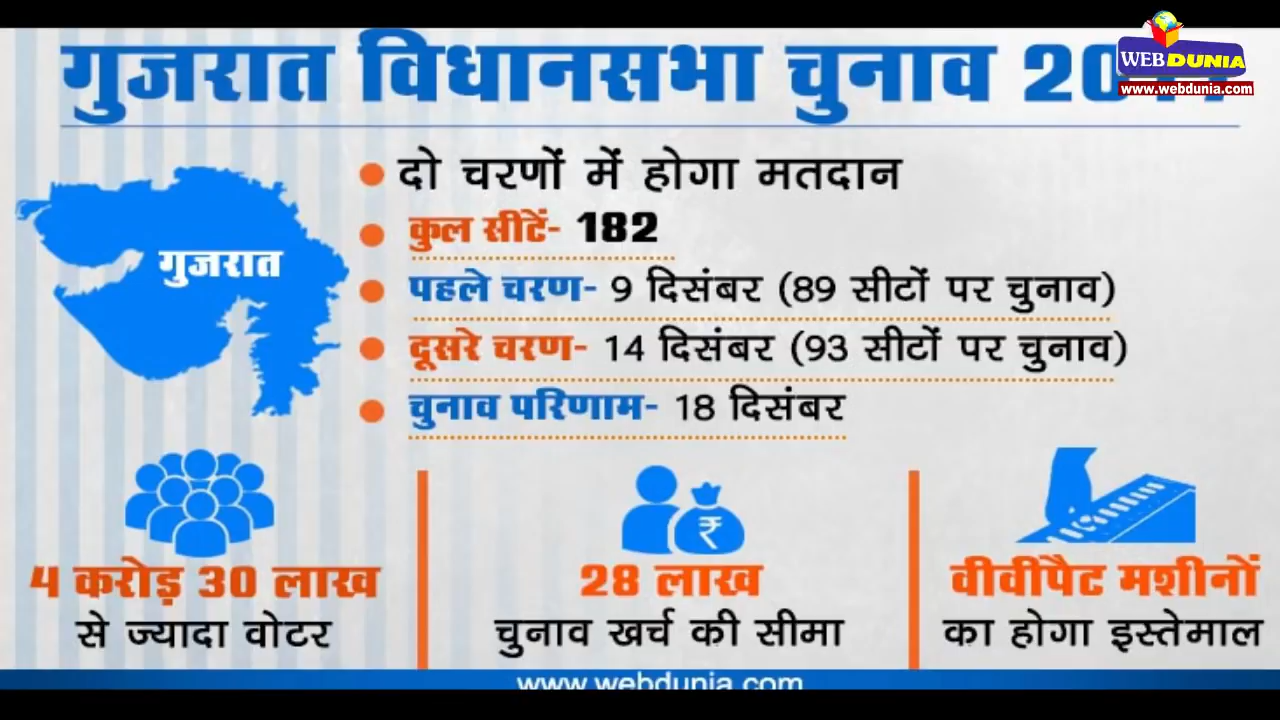 WEBDUNIA
www.webdunia.com
गुजरात विधानसभा चुनाव
दो चरणों में होगा मतदान
कुल सीटें- 182
गुजरात
पहले चरण- 9 दिसंबर (89 सीटों पर चुनाव)
दूसरे चरण- 14 दिसंबर (93 सीटों पर चुनाव)
चुनाव परिणाम- 18 दिसंबर
4 करोड़ 30 लाख
से ज्यादा वोटर
28 लाख
चुनाव खर्च की सीमा
वीवीपैट मशीनों
का होगा इस्तेमाल
www.webdunia.com